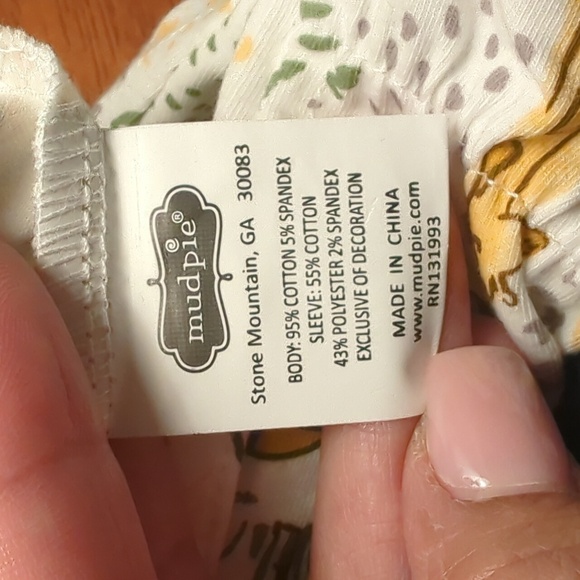 mudpie®
Stone Mountain, GA 30083
BODY: 95% COTTON 5% SPANDEX
SLEEVE: 55% COTTON
43% POLYESTER 2% SPANDEX
EXCLUSIVE OF DECORATION
MADE IN CHINA
www.mudpie.com
RN131993